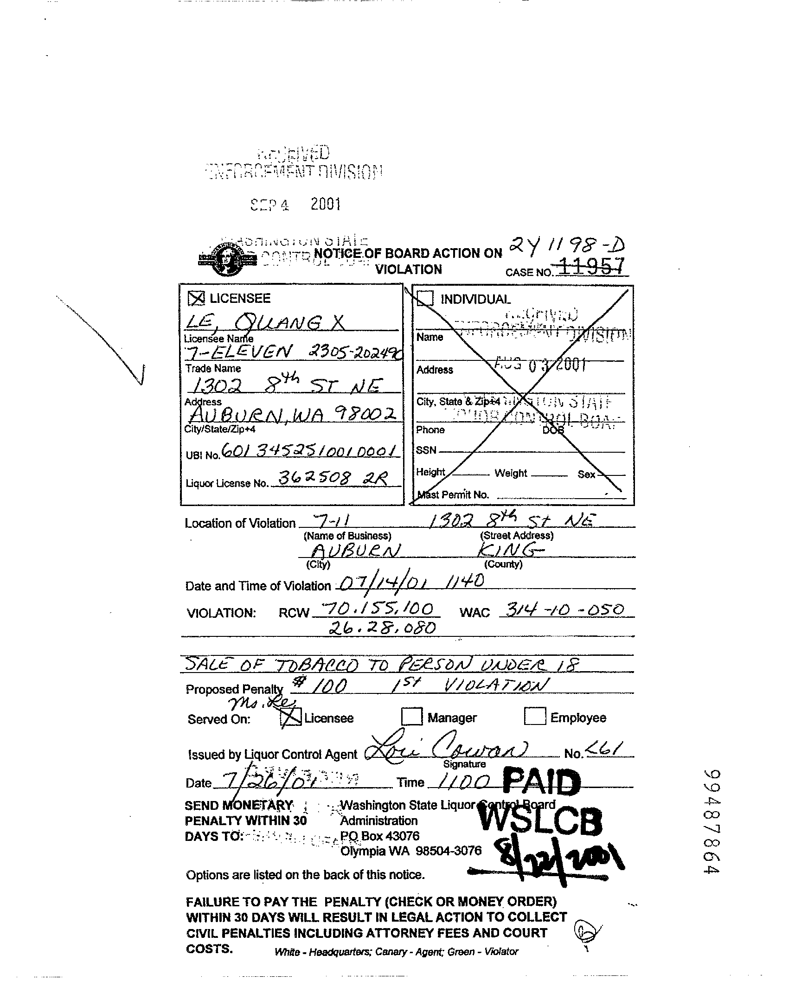 RECEIVED
ENFORCEMENT DIVISION
SEP 4 2001
WASHINGTON STATE
NOTICE OF BOARD ACTION ON VIOLATION
2Y1198-D
CASE NO. 11957
LICENSEE
LE, QUANG X
Licensee Name
7-ELEVEN 2305-20249C
Trade Name
1302 8th ST NE
Address
AUBURN, WA 98002
City/State/Zip+4
UBI No. 601 345251 001 0001
Liquor License No. 362508 2R
INDIVIDUAL
RECEIVED
ENFORCEMENT DIVISION
Name
AUG 03 2001
Address
City, State & Zip+4
WASHINGTON STATE
LIQUOR CONTROL BOARD
Phone
DOB
SSN
Height Weight Sex
Mast Permit No.
Location of Violation 7-11 1302 8th St NE
(Name of Business) (Street Address)
AUBURN KING
(City) (County)
Date and Time of Violation 07/14/01 1140
VIOLATION: RCW 70.155.100 WAC 314-10-050
26.28.080
SALE OF TOBACCO TO PERSON UNDER 18
Proposed Penalty $100 1st VIOLATION
Served On: Licensee Manager Employee
Issued by Liquor Control Agent Lori Cowan No. 261
Signature
Date 7/26/01 Time 1100
PAID
WSLCB
8/22/2001
SEND MONETARY Washington State Liquor Control Board
PENALTY WITHIN 30 Administration
DAYS TO: PO Box 43076
Olympia WA 98504-3076
Options are listed on the back of this notice.
FAILURE TO PAY THE PENALTY (CHECK OR MONEY ORDER)
WITHIN 30 DAYS WILL RESULT IN LEGAL ACTION TO COLLECT
CIVIL PENALTIES INCLUDING ATTORNEY FEES AND COURT
COSTS. White - Headquarters; Canary - Agent; Green - Violator
99487864